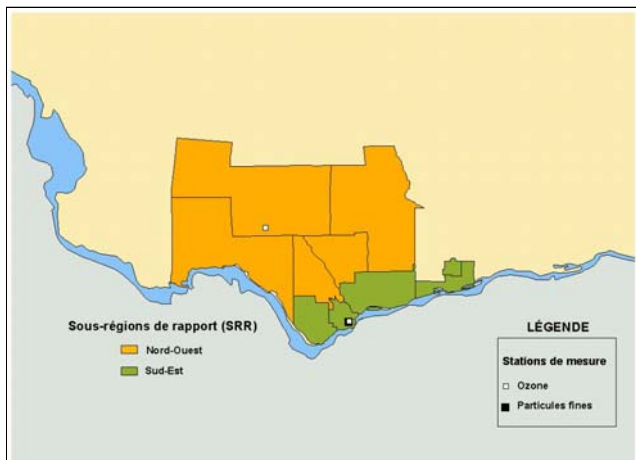 Sous-régions de rapport (SRR)
Nord-Ouest
Sud-Est
LÉGENDE
Stations de mesure
Ozone
Particules fines